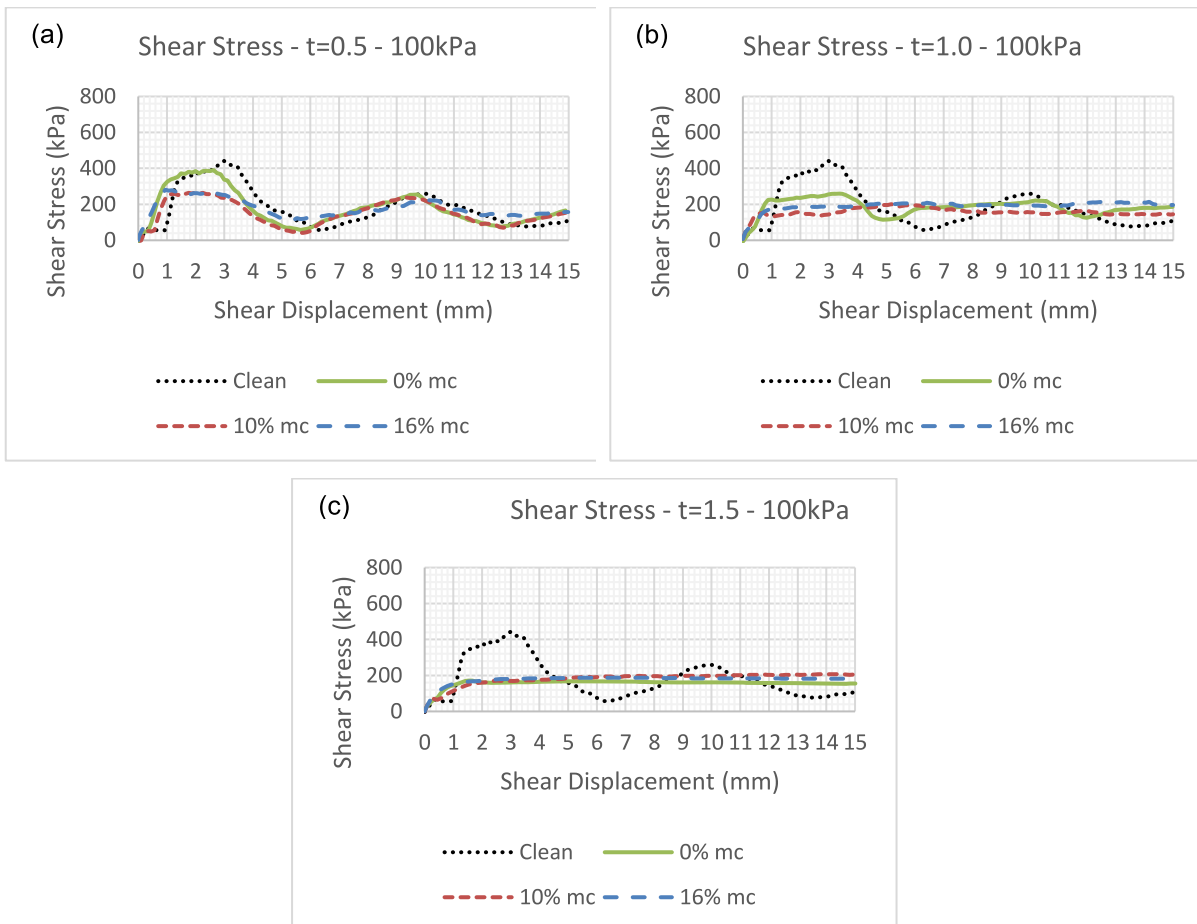 (a)
Shear Stress - t=0.5 - 100kPa
Shear Stress (kPa)
800
600
400
200
0
0 1 2 3 4 5 6 7 8 9 10 11 12 13 14 15
Shear Displacement (mm)
Clean 0% mc
10% mc 16% mc
(b)
Shear Stress - t=1.0 - 100kPa
Shear Stress (kPa)
800
600
400
200
0
0 1 2 3 4 5 6 7 8 9 10 11 12 13 14 15
Shear Displacement (mm)
Clean 0% mc
10% mc 16% mc
(c)
Shear Stress - t=1.5 - 100kPa
Shear Stress (kPa)
800
600
400
200
0
0 1 2 3 4 5 6 7 8 9 10 11 12 13 14 15
Shear Displacement (mm)
Clean 0% mc
10% mc 16% mc